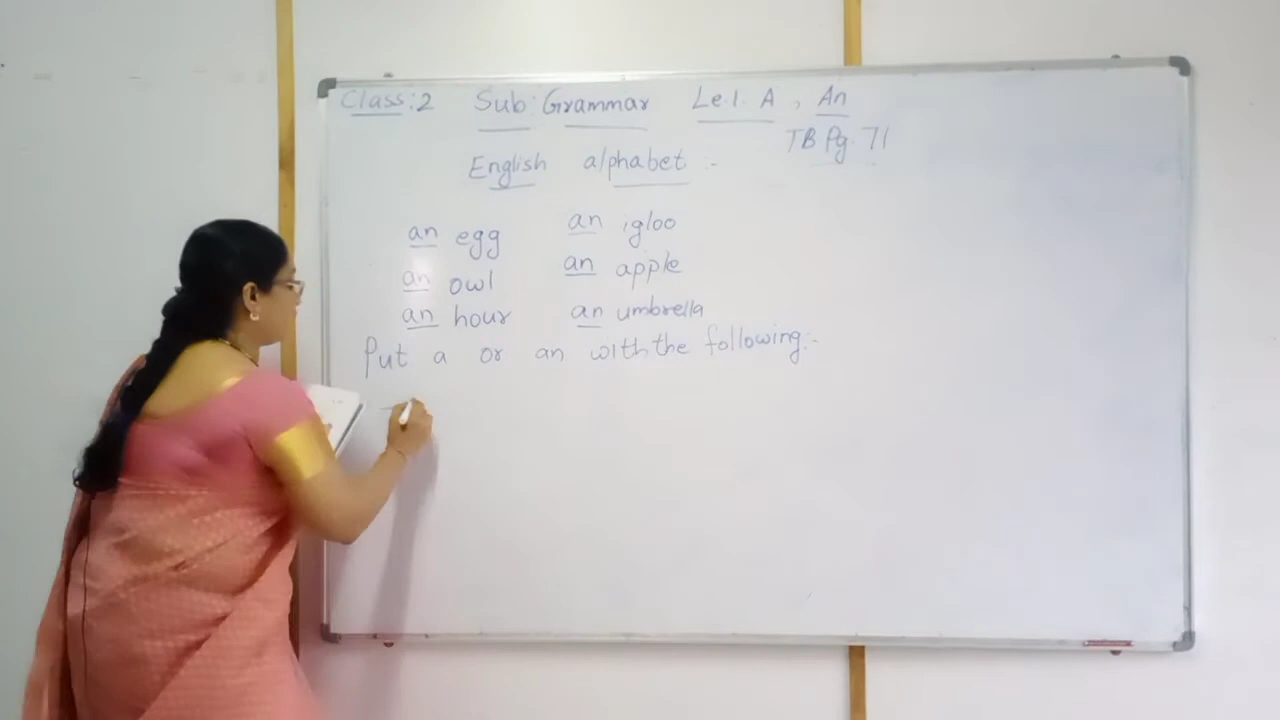 Class:2 Sub: Grammar Le.1. A , An
TB Pg. 71
English alphabet :-
an egg an igloo
an owl an apple
an hour an umbrella
Put a or an with the following:-